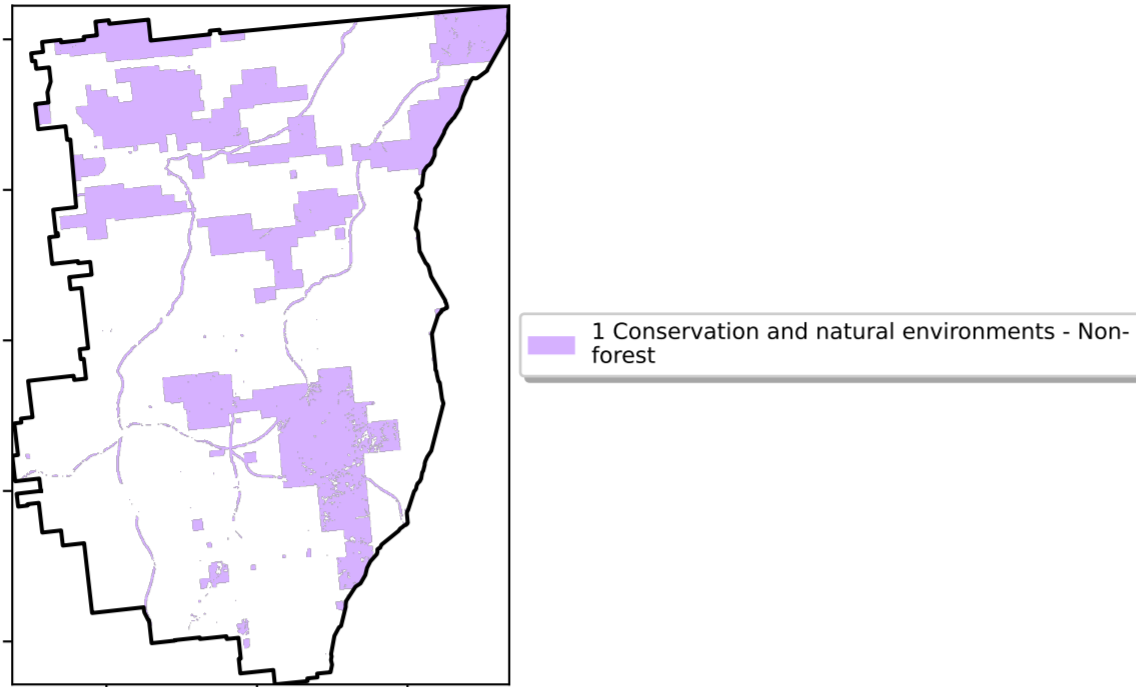 1 Conservation and natural environments - Non-
forest